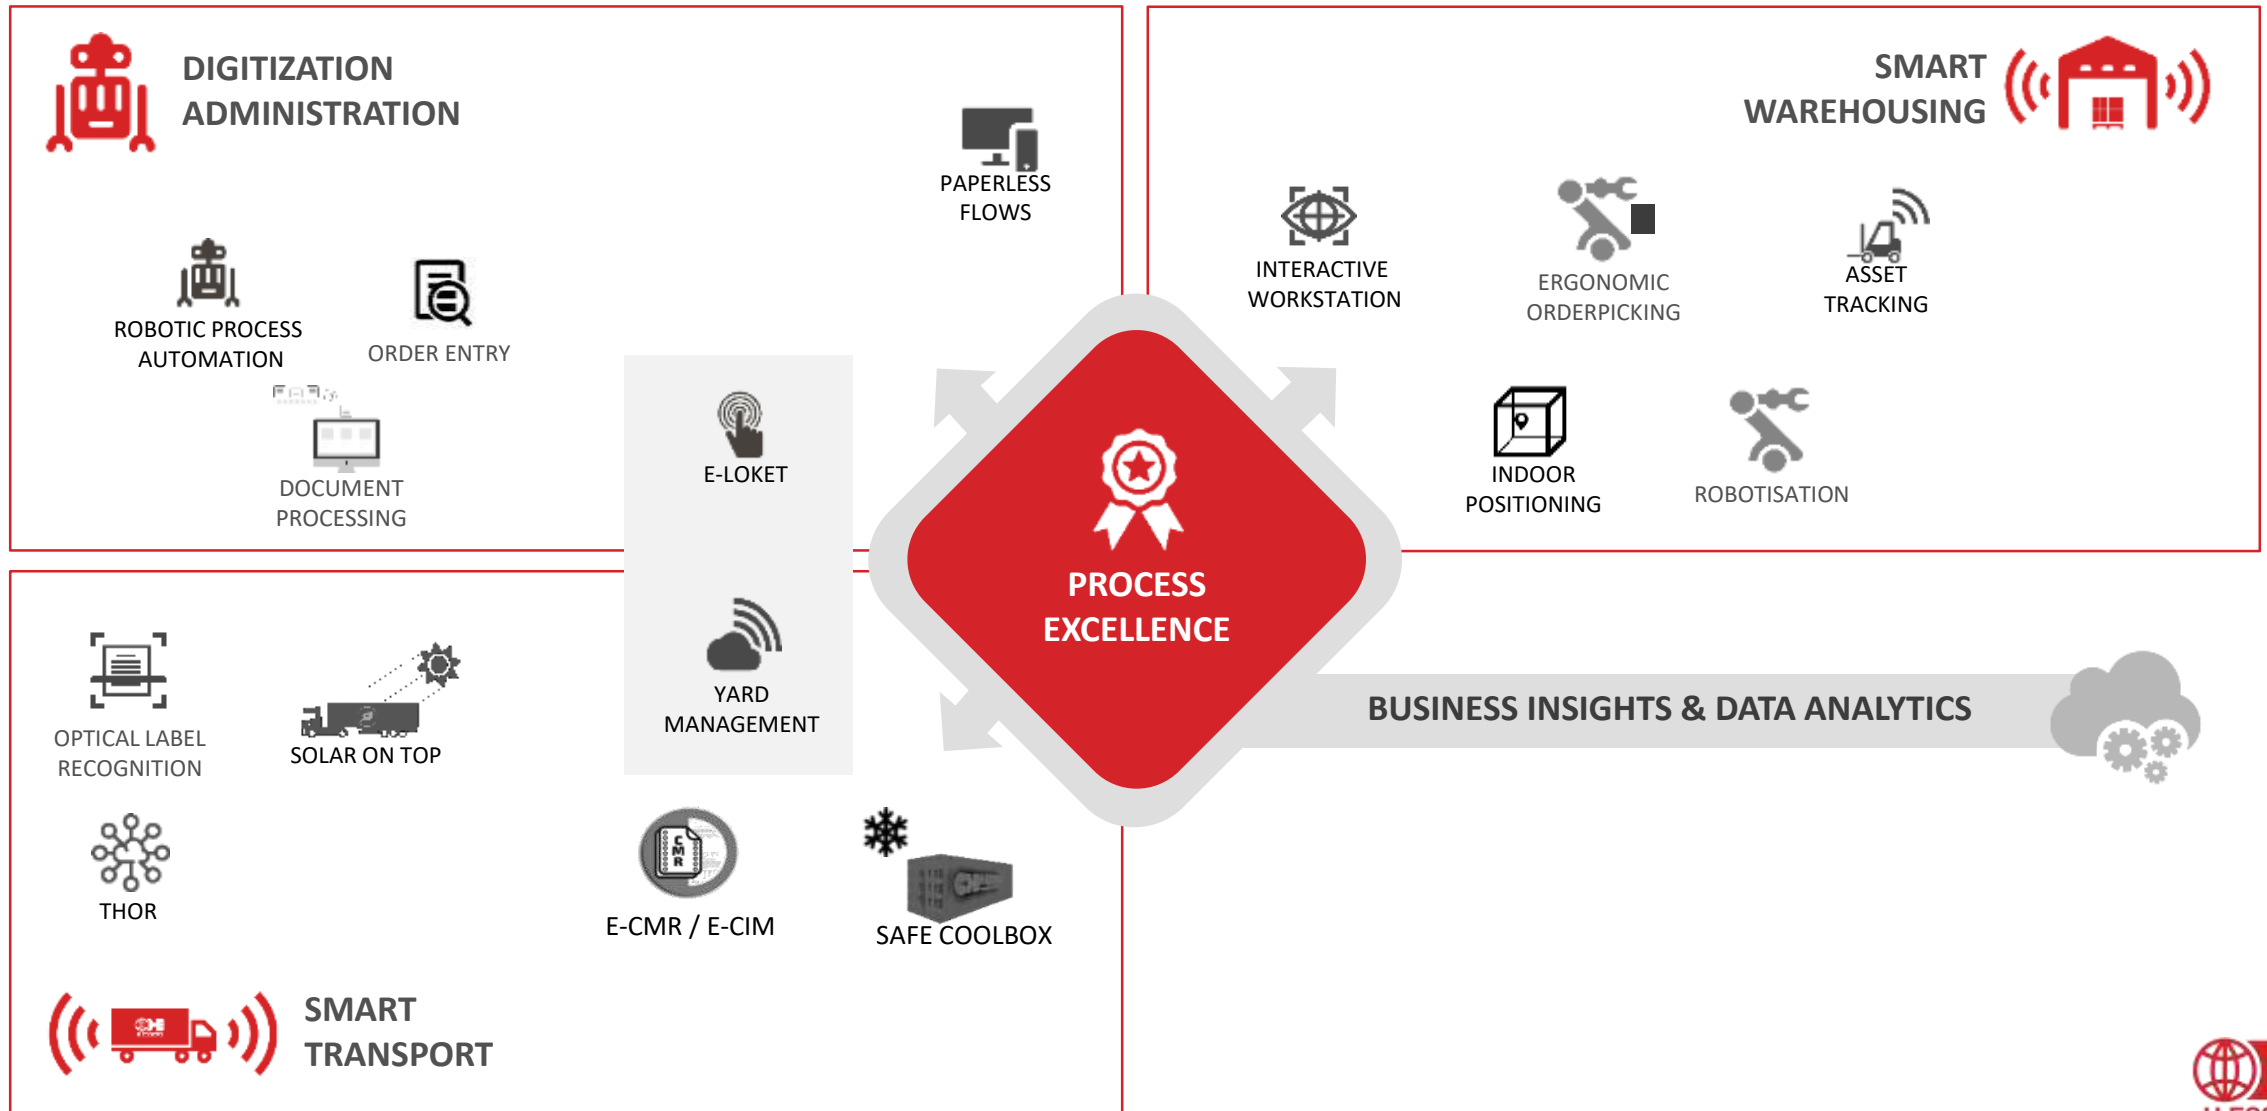 DIGITIZATION
ADMINISTRATION
PAPERLESS
FLOWS
ROBOTIC PROCESS
AUTOMATION
ORDER ENTRY
DOCUMENT
PROCESSING
E-LOKET
SMART
WAREHOUSING
INTERACTIVE
WORKSTATION
ERGONOMIC
ORDERPICKING
ASSET
TRACKING
INDOOR
POSITIONING
ROBOTISATION
PROCESS
EXCELLENCE
YARD
MANAGEMENT
OPTICAL LABEL
RECOGNITION
SOLAR ON TOP
THOR
CMR
E-CMR / E-CIM
SAFE COOLBOX
SMART
TRANSPORT
BUSINESS INSIGHTS & DATA ANALYTICS